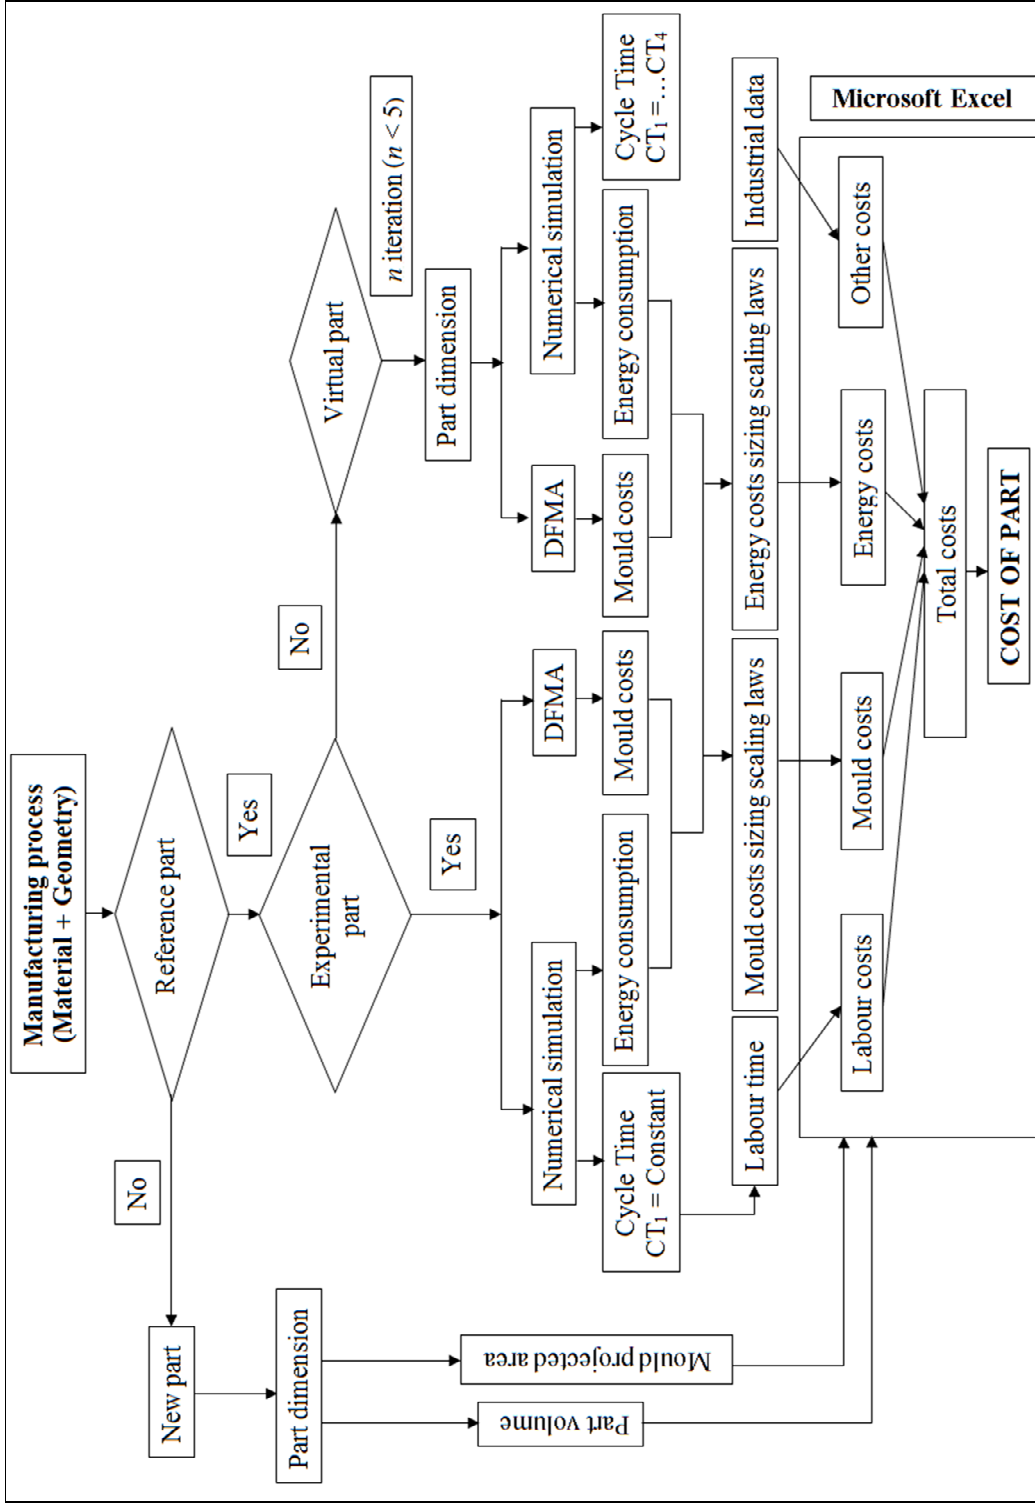 Manufacturing process
(Material + Geometry)
Reference part
No
Yes
New part
Experimental
part
No
Virtual part
n iteration (n < 5)
Part dimension
Yes
Part dimension
Numerical simulation
DFMA
DFMA
Numerical simulation
Cycle Time
CT₁ = Constant
Energy consumption
Mould costs
Mould costs
Energy consumption
Cycle Time
CT₁ = …CT₄
Mould projected area
Part volume
Labour time
Mould costs sizing scaling laws
Energy costs sizing scaling laws
Industrial data
Microsoft Excel
Labour costs
Mould costs
Energy costs
Other costs
Total costs
COST OF PART